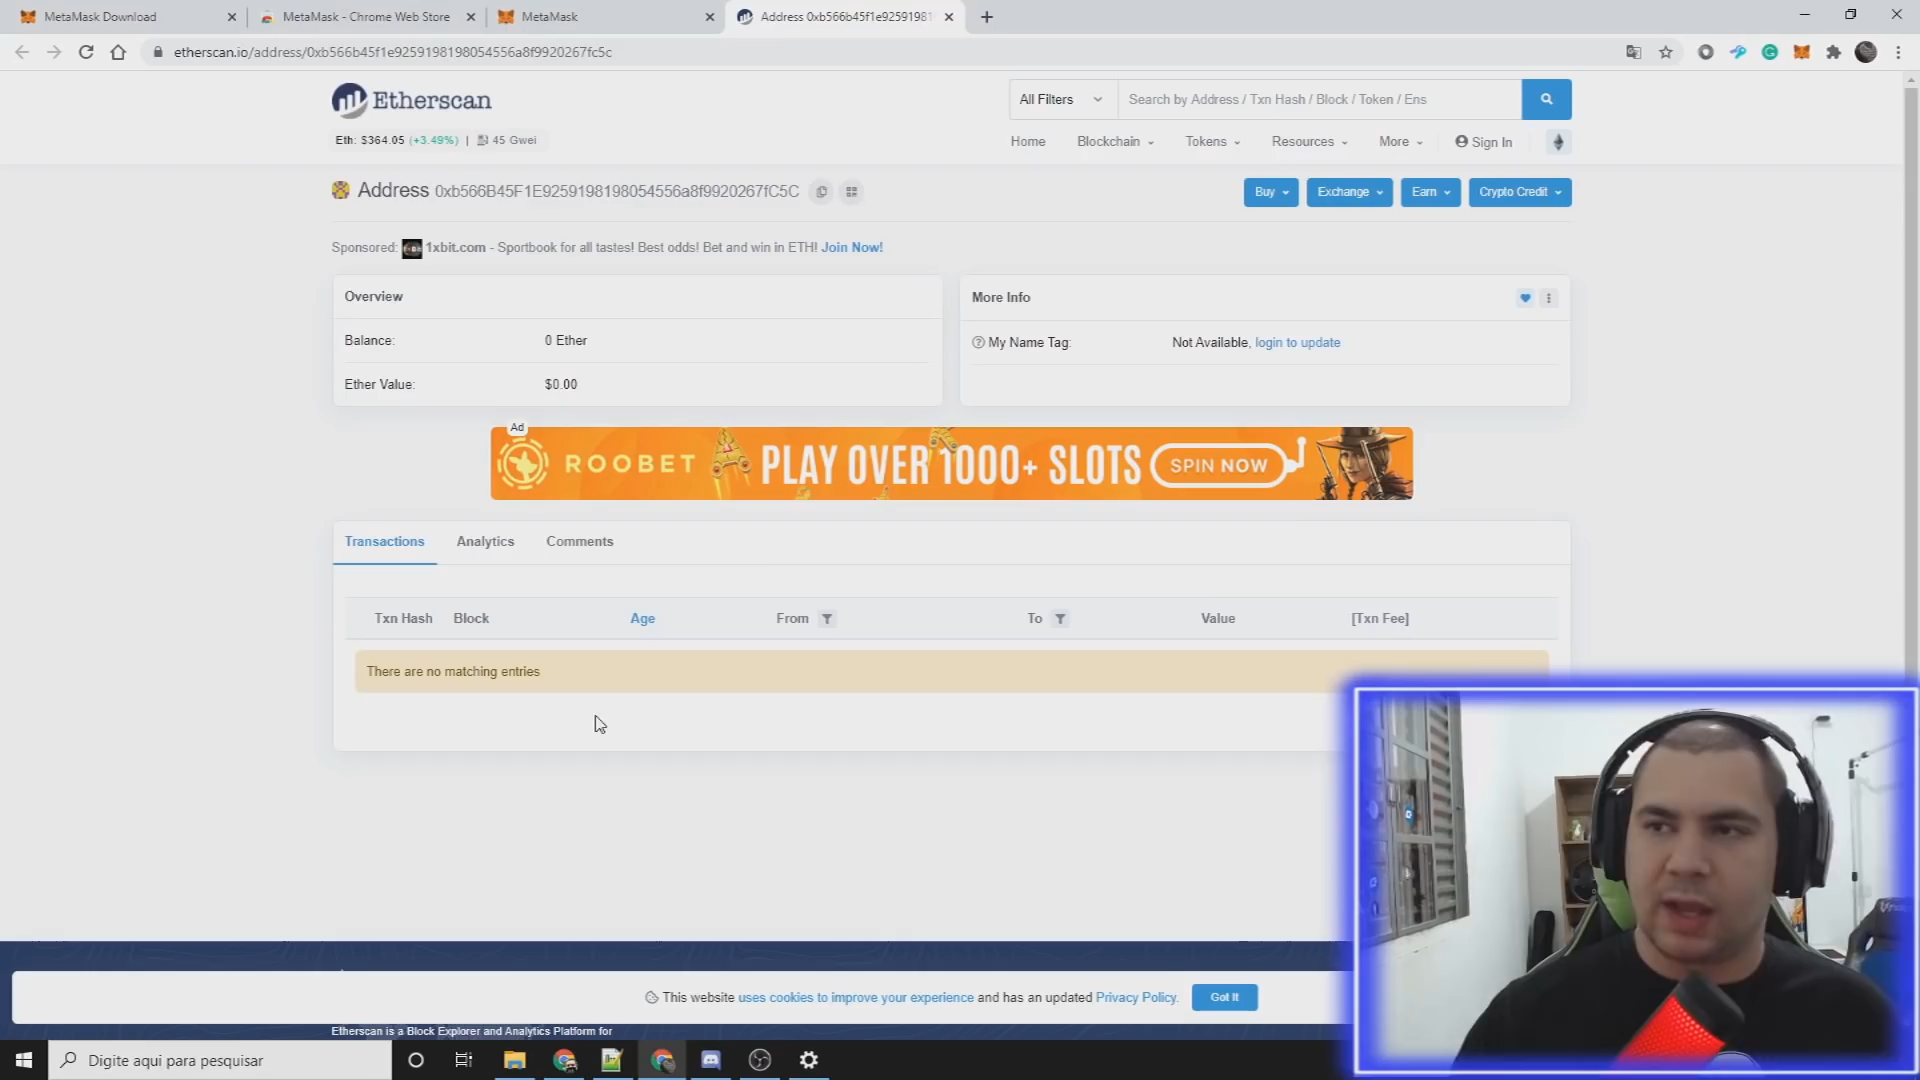 MetaMask Download
MetaMask - Chrome Web Store
MetaMask
Address 0xb566b45f1e92591981
etherscan.io/address/0xb566b45f1e9259198198054556a8f9920267fc5c
Etherscan
All Filters
Search by Address / Txn Hash / Block / Token / Ens
Eth: $364.05 (+3.49%) | 45 Gwei
Home Blockchain Tokens Resources More Sign In
Address 0xb566B45F1E9259198198054556a8f9920267fC5C
Buy Exchange Earn Crypto Credit
Sponsored: 1xbit.com - Sportbook for all tastes! Best odds! Bet and win in ETH! Join Now!
Overview
Balance: 0 Ether
Ether Value: $0.00
More Info
My Name Tag: Not Available, login to update
Ad
ROOBET PLAY OVER 1000+ SLOTS SPIN NOW
Transactions Analytics Comments
Txn Hash Block Age From To Value [Txn Fee]
There are no matching entries
This website uses cookies to improve your experience and has an updated Privacy Policy. Got It
Etherscan is a Block Explorer and Analytics Platform for
Digite aqui para pesquisar